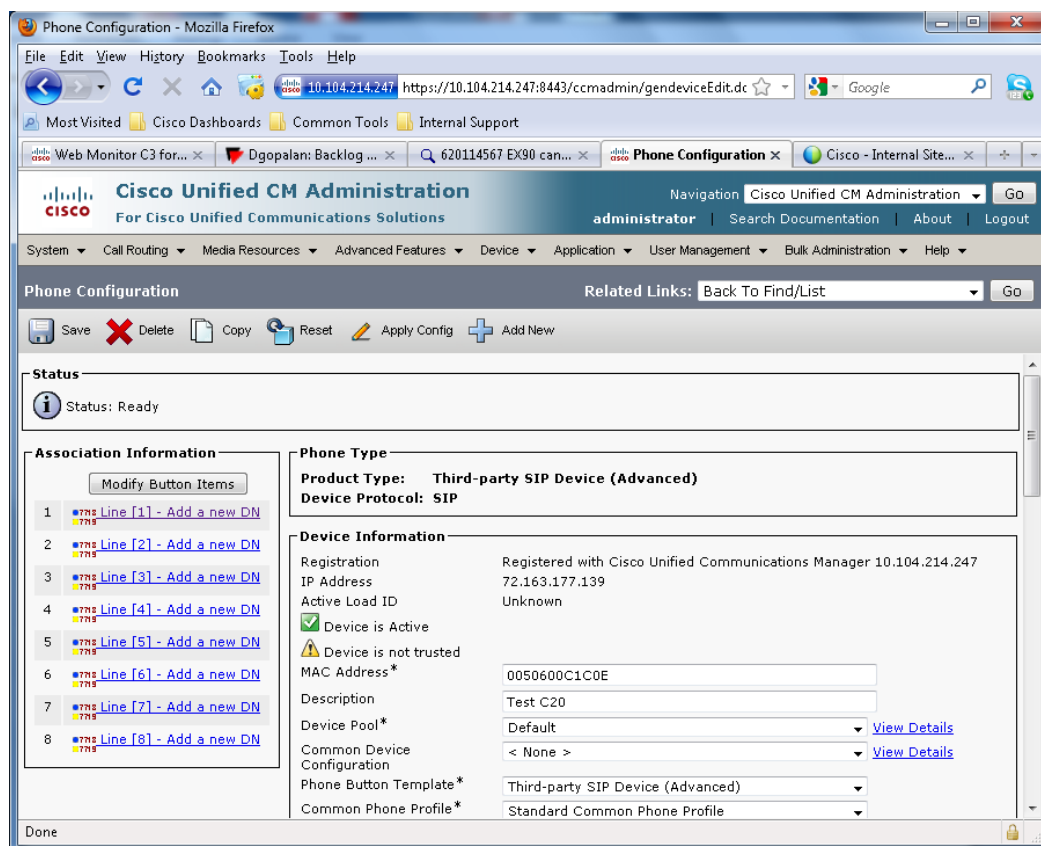 Phone Configuration - Mozilla Firefox
File Edit View History Bookmarks Tools Help
10.104.214.247 https://10.104.214.247:8443/ccmadmin/gendeviceEdit.dc Google
Most Visited Cisco Dashboards Common Tools Internal Support
Web Monitor C3 for... Dgopalan: Backlog ... 620114567 EX90 can... Phone Configuration Cisco - Internal Site...
CISCO
Cisco Unified CM Administration
For Cisco Unified Communications Solutions
Navigation Cisco Unified CM Administration Go
administrator | Search Documentation | About | Logout
System Call Routing Media Resources Advanced Features Device Application User Management Bulk Administration Help
Phone Configuration
Related Links: Back To Find/List Go
Save Delete Copy Reset Apply Config Add New
Status
Status: Ready
Association Information
Modify Button Items
1 Line [1] - Add a new DN
2 Line [2] - Add a new DN
3 Line [3] - Add a new DN
4 Line [4] - Add a new DN
5 Line [5] - Add a new DN
6 Line [6] - Add a new DN
7 Line [7] - Add a new DN
8 Line [8] - Add a new DN
Phone Type
Product Type: Third-party SIP Device (Advanced)
Device Protocol: SIP
Device Information
Registration Registered with Cisco Unified Communications Manager 10.104.214.247
IP Address 72.163.177.139
Active Load ID Unknown
Device is Active
Device is not trusted
MAC Address* 0050600C1C0E
Description Test C20
Device Pool* Default View Details
Common Device Configuration < None > View Details
Phone Button Template* Third-party SIP Device (Advanced)
Common Phone Profile* Standard Common Phone Profile
Done